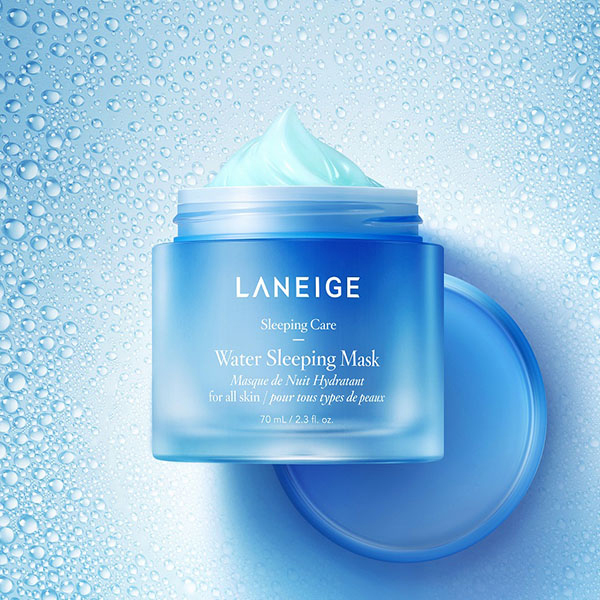 LANEIGE
Sleeping Care
Water Sleeping Mask
Masque de Nuit Hydratant
for all skin / pour tous types de peaux
70 mL / 2.3 fl. oz.